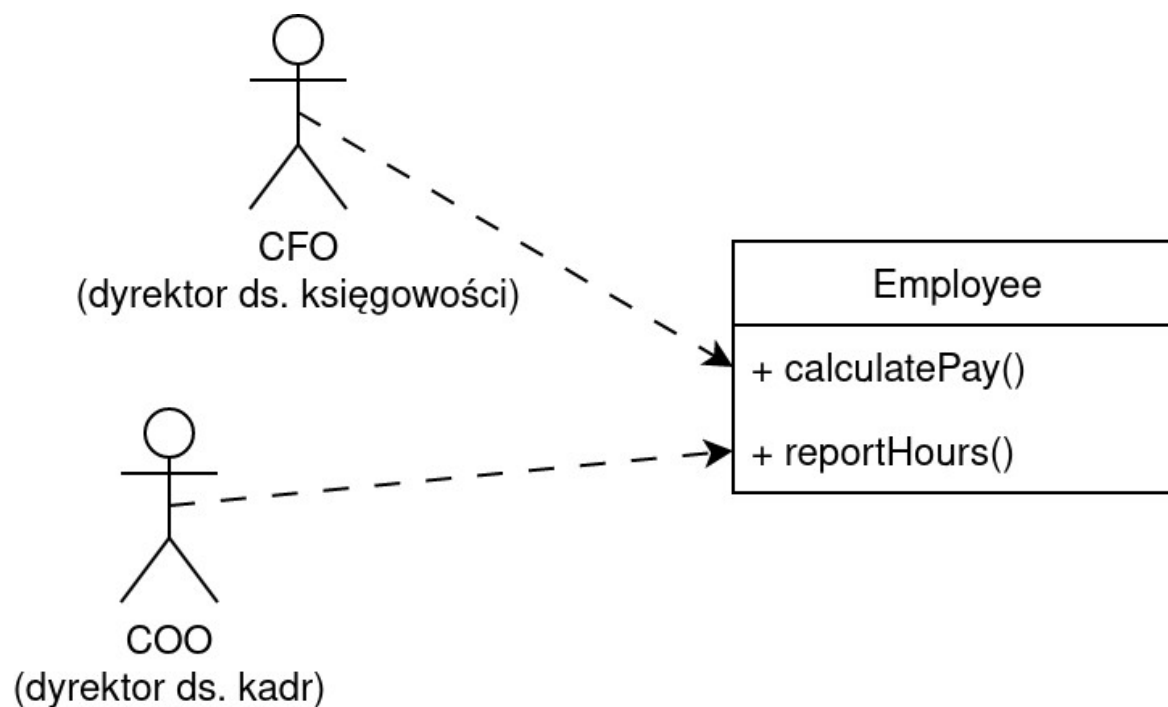 CFO
(dyrektor ds. księgowości)
Employee
+ calculatePay()
+ reportHours()
COO
(dyrektor ds. kadr)